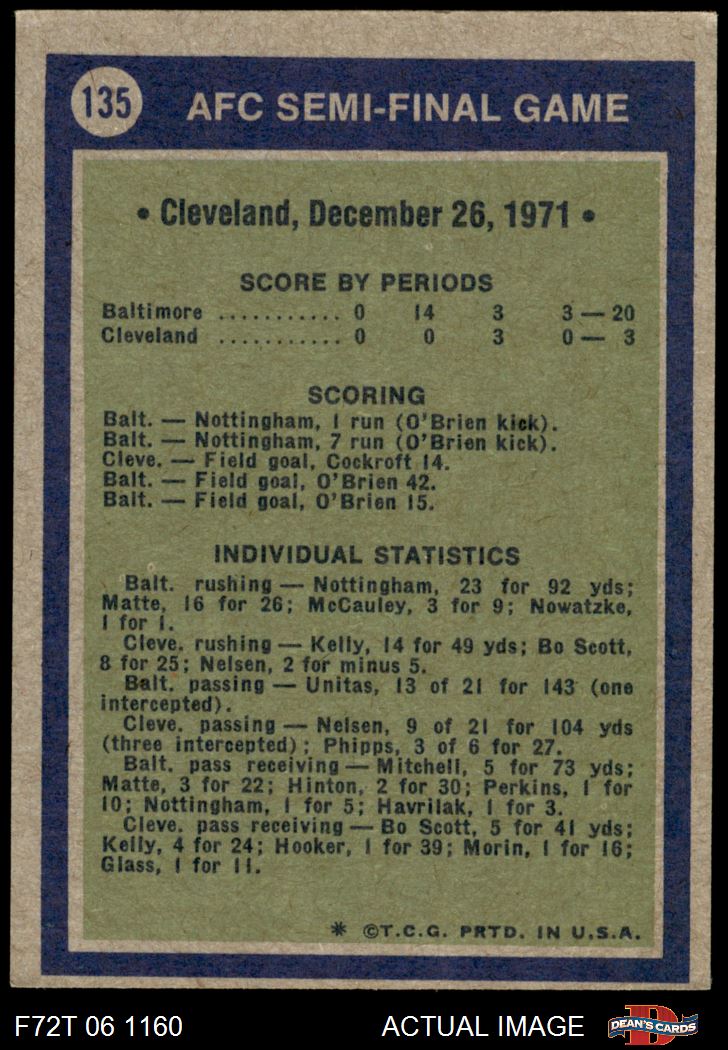 135
AFC SEMI-FINAL GAME
• Cleveland, December 26, 1971 •
SCORE BY PERIODS
Baltimore ........... 0 14 3 3 — 20
Cleveland ........... 0 0 3 0 — 3
SCORING
Balt. — Nottingham, 1 run (O'Brien kick).
Balt. — Nottingham, 7 run (O'Brien kick).
Cleve. — Field goal, Cockroft 14.
Balt. — Field goal, O'Brien 42.
Balt. — Field goal, O'Brien 15.
INDIVIDUAL STATISTICS
Balt. rushing — Nottingham, 23 for 92 yds;
Matte, 16 for 26; McCauley, 3 for 9; Nowatzke,
1 for 1.
Cleve. rushing — Kelly, 14 for 49 yds; Bo Scott,
8 for 25; Nelsen, 2 for minus 5.
Balt. passing — Unitas, 13 of 21 for 143 (one
intercepted).
Cleve. passing — Nelsen, 9 of 21 for 104 yds
(three intercepted); Phipps, 3 of 6 for 27.
Balt. pass receiving — Mitchell, 5 for 73 yds;
Matte, 3 for 22; Hinton, 2 for 30; Perkins, 1 for
10; Nottingham, 1 for 5; Havrilak, 1 for 3.
Cleve. pass receiving — Bo Scott, 5 for 41 yds;
Kelly, 4 for 24; Hooker, 1 for 39; Morin, 1 for 16;
Glass, 1 for 11.
* ©T.C.G. PRTD. IN U.S.A.
F72T 06 1160 ACTUAL IMAGE
D
DEAN'S CARDS